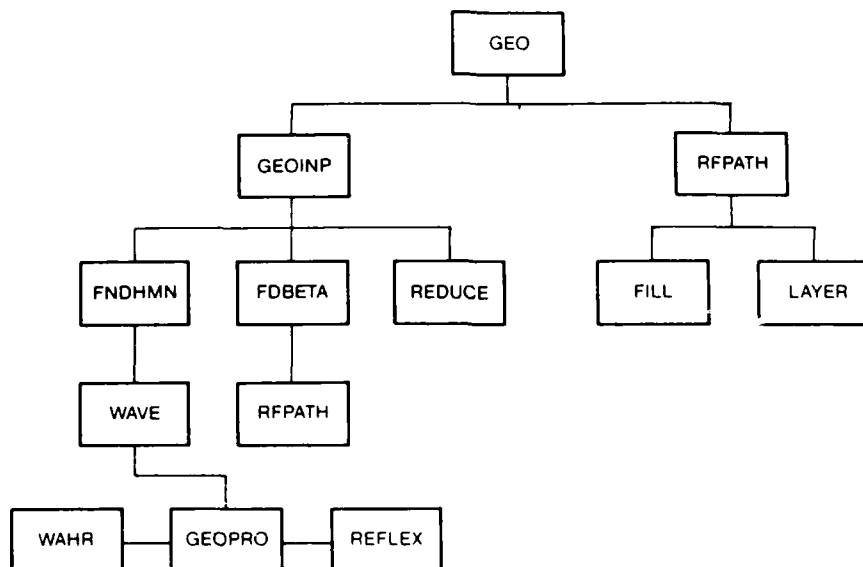 GEO
GEOINP
RFPATH
FNDHMN
FDBETA
REDUCE
FILL
LAYER
WAVE
RFPATH
WAHR
GEOPRO
REFLEX